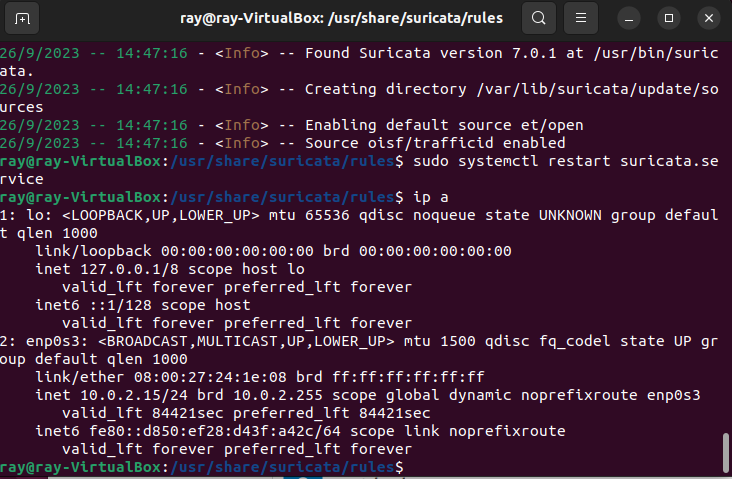 ray@ray-VirtualBox: /usr/share/suricata/rules
26/9/2023 -- 14:47:16 - <Info> -- Found Suricata version 7.0.1 at /usr/bin/suric
ata.
26/9/2023 -- 14:47:16 - <Info> -- Creating directory /var/lib/suricata/update/so
urces
26/9/2023 -- 14:47:16 - <Info> -- Enabling default source et/open
26/9/2023 -- 14:47:16 - <Info> -- Source oisf/trafficid enabled
ray@ray-VirtualBox:/usr/share/suricata/rules$ sudo systemctl restart suricata.se
rvice
ray@ray-VirtualBox:/usr/share/suricata/rules$ ip a
1: lo: <LOOPBACK,UP,LOWER_UP> mtu 65536 qdisc noqueue state UNKNOWN group defaul
t qlen 1000
    link/loopback 00:00:00:00:00:00 brd 00:00:00:00:00:00
    inet 127.0.0.1/8 scope host lo
       valid_lft forever preferred_lft forever
    inet6 ::1/128 scope host
       valid_lft forever preferred_lft forever
2: enp0s3: <BROADCAST,MULTICAST,UP,LOWER_UP> mtu 1500 qdisc fq_codel state UP gr
oup default qlen 1000
    link/ether 08:00:27:24:1e:08 brd ff:ff:ff:ff:ff:ff
    inet 10.0.2.15/24 brd 10.0.2.255 scope global dynamic noprefixroute enp0s3
       valid_lft 84421sec preferred_lft 84421sec
    inet6 fe80::d850:ef28:d43f:a42c/64 scope link noprefixroute
       valid_lft forever preferred_lft forever
ray@ray-VirtualBox:/usr/share/suricata/rules$